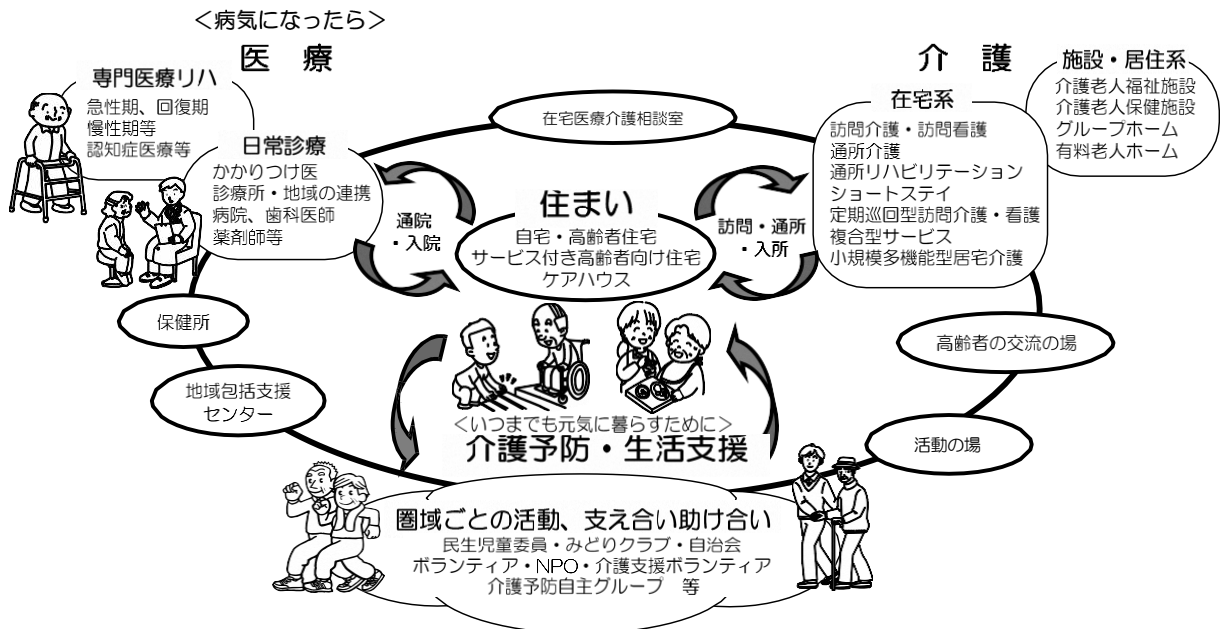 ＜病気になったら＞
医 療
専門医療リハ
急性期、回復期
慢性期等
認知症医療等
日常診療
かかりつけ医
診療所・地域の連携
病院、歯科医師
薬剤師等
介 護
施設・居住系
介護老人福祉施設
介護老人保健施設
グループホーム
有料老人ホーム
在宅系
訪問介護・訪問看護
通所介護
通所リハビリテーション
ショートステイ
定期巡回型訪問介護・看護
複合型サービス
小規模多機能型居宅介護
在宅医療介護相談室
通院
・入院
住まい
自宅・高齢者住宅
サービス付き高齢者向け住宅
ケアハウス
訪問・通所
・入所
保健所
地域包括支援
センター
高齢者の交流の場
活動の場
＜いつまでも元気に暮らすために＞
介護予防・生活支援
圏域ごとの活動、支え合い助け合い
民生児童委員・みどりクラブ・自治会
ボランティア・NPO・介護支援ボランティア
介護予防自主グループ 等